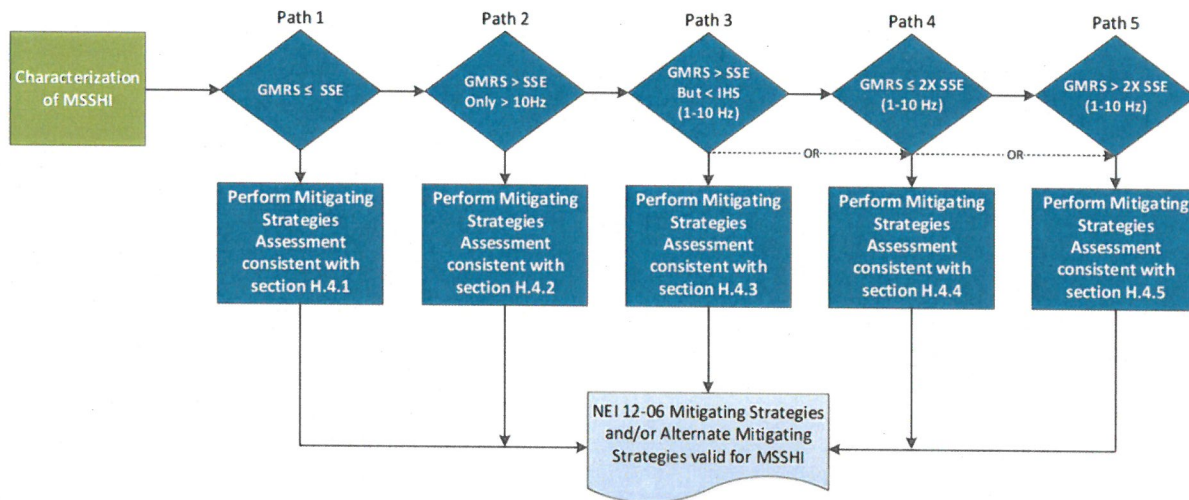 Path 1
Path 2
Path 3
Path 4
Path 5
Characterization
of MSSHI
GMRS ≤ SSE
GMRS > SSE
Only > 10Hz
GMRS > SSE
But < IHS
(1-10 Hz)
GMRS ≤ 2X SSE
(1-10 Hz)
GMRS > 2X SSE
(1-10 Hz)
OR
OR
Perform Mitigating
Strategies
Assessment
consistent with
section H.4.1
Perform Mitigating
Strategies
Assessment
consistent with
section H.4.2
Perform Mitigating
Strategies
Assessment
consistent with
section H.4.3
Perform Mitigating
Strategies
Assessment
consistent with
section H.4.4
Perform Mitigating
Strategies
Assessment
consistent with
section H.4.5
NEI 12-06 Mitigating Strategies
and/or Alternate Mitigating
Strategies valid for MSSHI